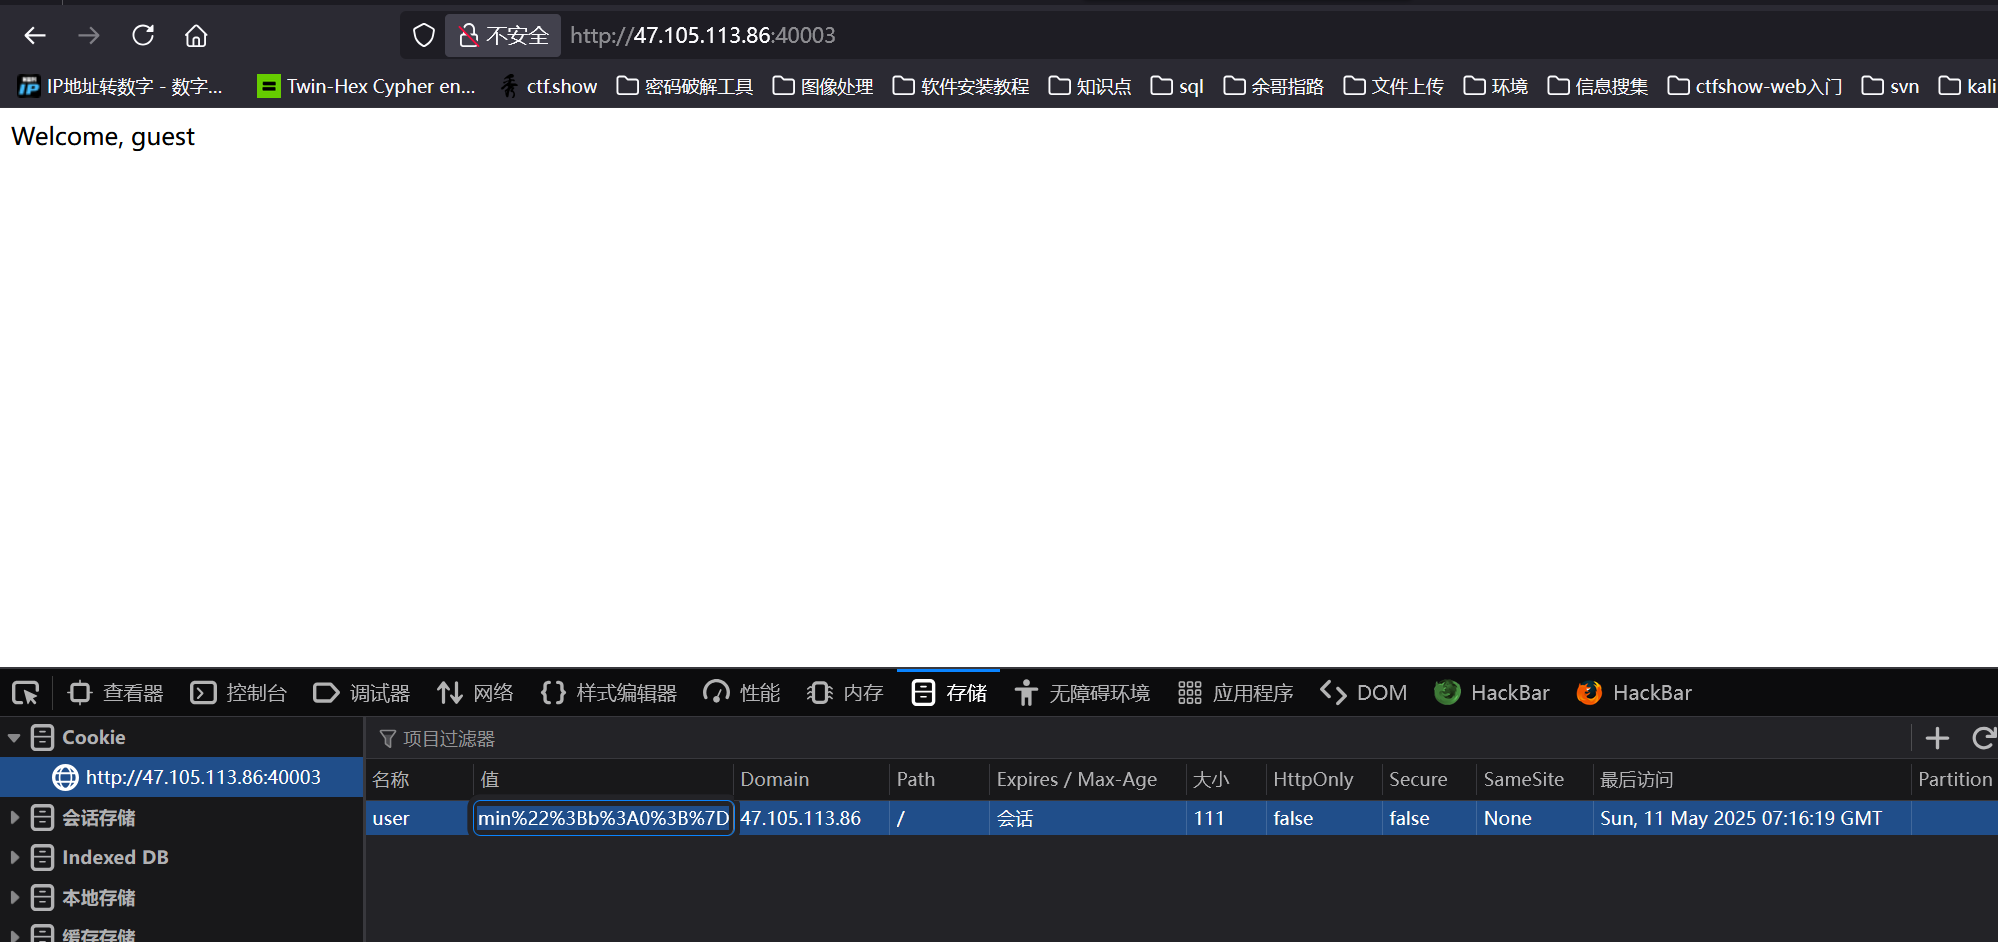 不安全 http://47.105.113.86:40003
IP地址转数字 - 数字... Twin-Hex Cypher en... ctf.show 密码破解工具 图像处理 软件安装教程 知识点 sql 余哥指路 文件上传 环境 信息搜集 ctfshow-web入门 svn kali
Welcome, guest
查看器 控制台 调试器 网络 样式编辑器 性能 内存 存储 无障碍环境 应用程序 DOM HackBar HackBar
Cookie 项目过滤器
http://47.105.113.86:40003 名称 值 Domain Path Expires / Max-Age 大小 HttpOnly Secure SameSite 最后访问 Partition
会话存储 user min%22%3Bb%3A0%3B%7D 47.105.113.86 / 会话 111 false false None Sun, 11 May 2025 07:16:19 GMT
Indexed DB
本地存储
缓存存储